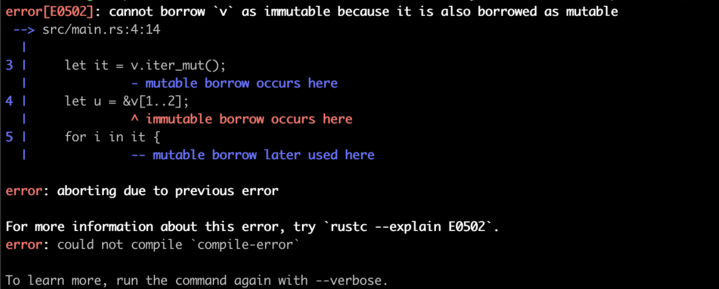 error[E0502]: cannot borrow `v` as immutable because it is also borrowed as mutable
 --> src/main.rs:4:14
  |
3 |     let it = v.iter_mut();
  |              - mutable borrow occurs here
4 |     let u = &v[1..2];
  |              ^ immutable borrow occurs here
5 |     for i in it {
  |              -- mutable borrow later used here

error: aborting due to previous error

For more information about this error, try `rustc --explain E0502`.
error: could not compile `compile-error`

To learn more, run the command again with --verbose.